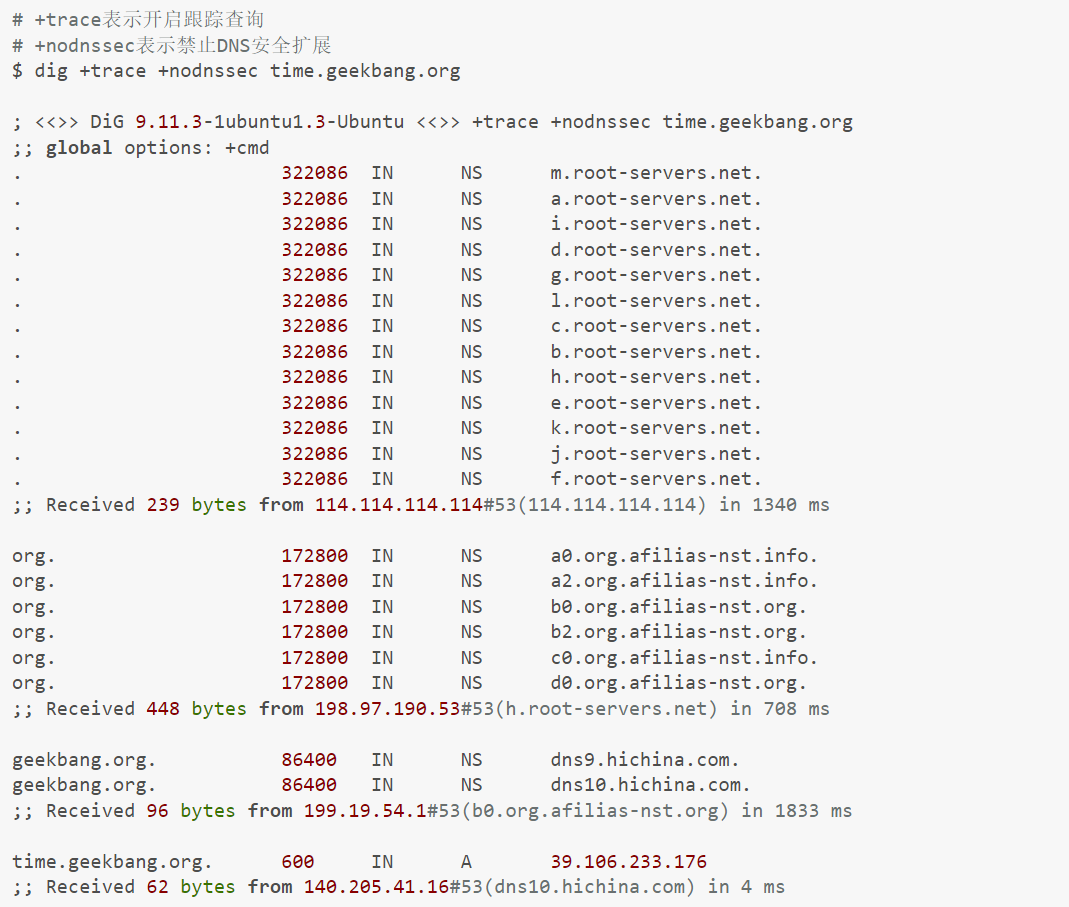 # +trace表示开启跟踪查询
# +nodnssec表示禁止DNS安全扩展
$ dig +trace +nodnssec time.geekbang.org
; <<>> DiG 9.11.3-1ubuntu1.3-Ubuntu <<>> +trace +nodnssec time.geekbang.org
;; global options: +cmd
. 322086 IN NS m.root-servers.net.
. 322086 IN NS a.root-servers.net.
. 322086 IN NS i.root-servers.net.
. 322086 IN NS d.root-servers.net.
. 322086 IN NS g.root-servers.net.
. 322086 IN NS l.root-servers.net.
. 322086 IN NS c.root-servers.net.
. 322086 IN NS b.root-servers.net.
. 322086 IN NS h.root-servers.net.
. 322086 IN NS e.root-servers.net.
. 322086 IN NS k.root-servers.net.
. 322086 IN NS j.root-servers.net.
. 322086 IN NS f.root-servers.net.
;; Received 239 bytes from 114.114.114.114#53(114.114.114.114) in 1340 ms
org. 172800 IN NS a0.org.afilias-nst.info.
org. 172800 IN NS a2.org.afilias-nst.info.
org. 172800 IN NS b0.org.afilias-nst.org.
org. 172800 IN NS b2.org.afilias-nst.org.
org. 172800 IN NS c0.org.afilias-nst.info.
org. 172800 IN NS d0.org.afilias-nst.org.
;; Received 448 bytes from 198.97.190.53#53(h.root-servers.net) in 708 ms
geekbang.org. 86400 IN NS dns9.hichina.com.
geekbang.org. 86400 IN NS dns10.hichina.com.
;; Received 96 bytes from 199.19.54.1#53(b0.org.afilias-nst.org) in 1833 ms
time.geekbang.org. 600 IN A 39.106.233.176
;; Received 62 bytes from 140.205.41.16#53(dns10.hichina.com) in 4 ms